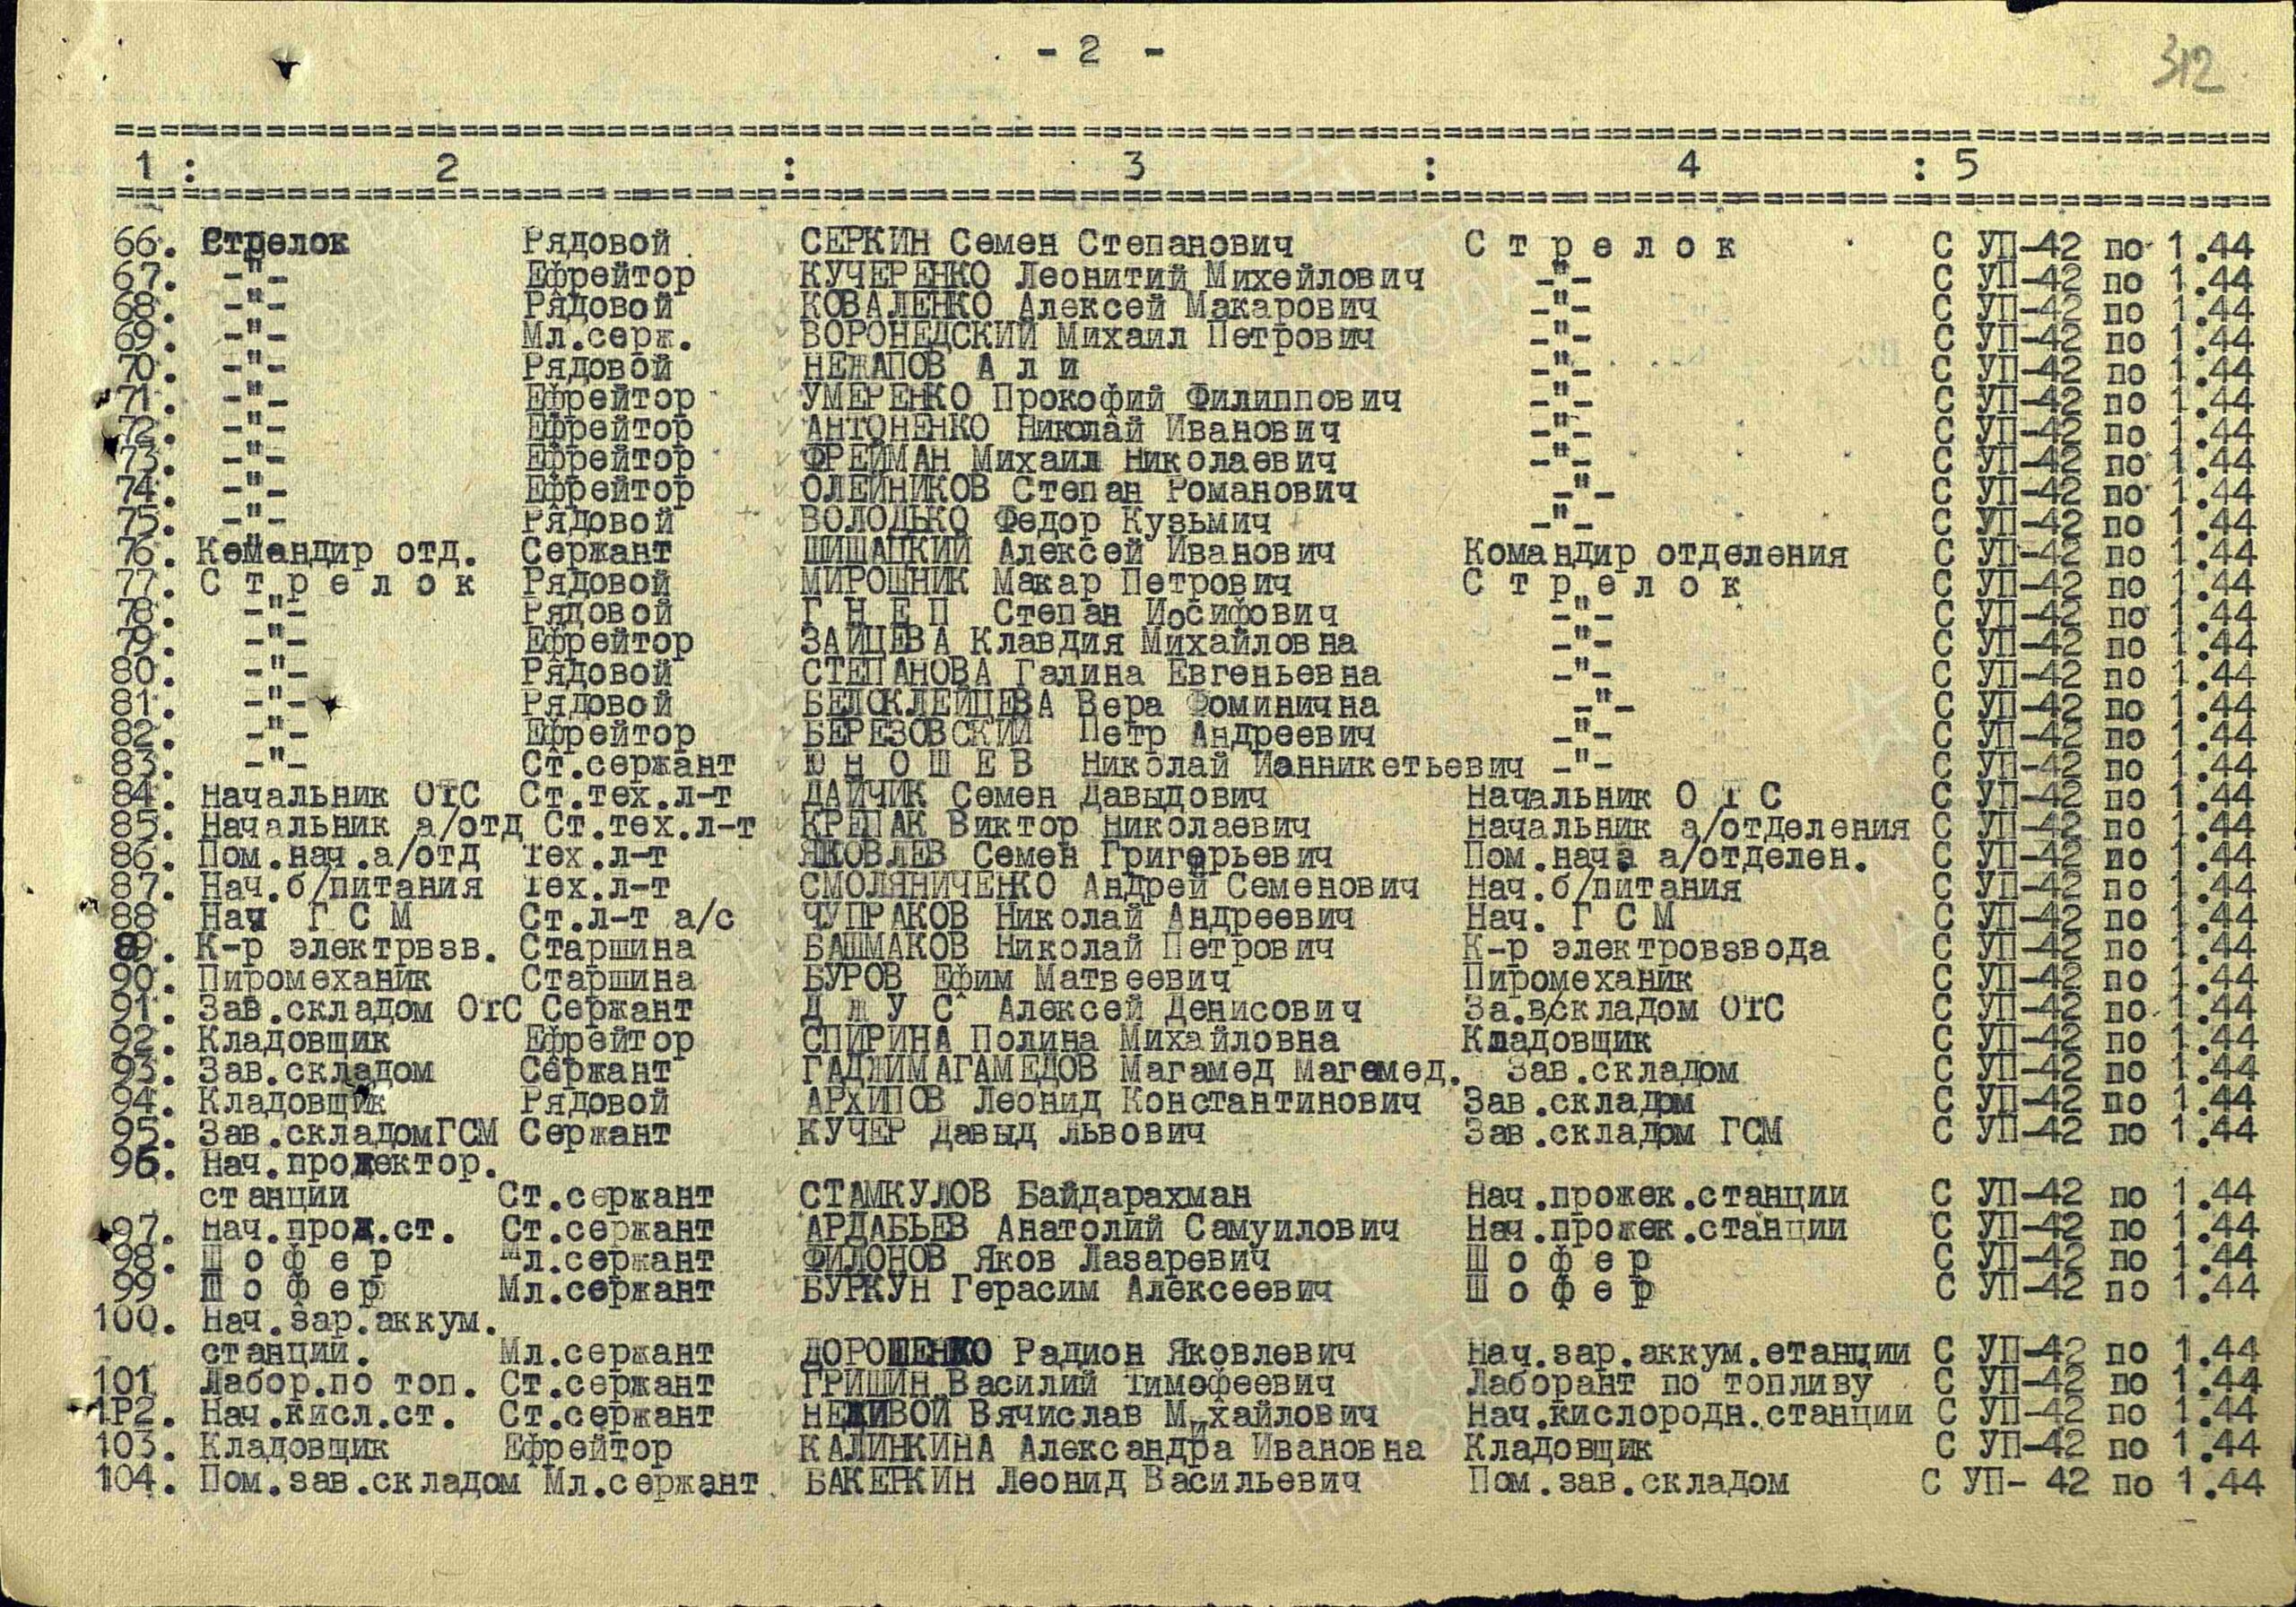 - 2 -
312
1 : 2 : 3 : 4 : 5
66. Стрелок Рядовой СЕРКИН Семен Степанович С т р е л о к С УП-42 по 1.44
67. -"- Ефрейтор КУЧЕРЕНКО Леонитий Михейлович -"- С УП-42 по 1.44
68. -"- Рядовой КОВАЛЕНКО Алексей Макарович -"- С УП-42 по 1.44
69. -"- Мл.серж. ВОРОНЕДСКИЙ Михаил Петрович -"- С УП-42 по 1.44
70. -"- Рядовой НЕЖАПОВ А л и -"- С УП-42 по 1.44
71. -"- Ефрейтор УМЕРЕНКО Прокофий Филиппович -"- С УП-42 по 1.44
72. -"- Ефрейтор АНТОНЕНКО Николай Иванович -"- С УП-42 по 1.44
73. -"- Ефрейтор ФРЕЙМАН Михаил Николаевич -"- С УП-42 по 1.44
74. -"- Ефрейтор ОЛЕЙНИКОВ Степан Романович -"- С УП-42 по 1.44
75. -"- Рядовой ВОЛОДЬКО Федор Кузьмич -"- С УП-42 по 1.44
76. Командир отд. Сержант ШИШАЦКИЙ Алексей Иванович Командир отделения С УП-42 по 1.44
77. С т р е л о к Рядовой МИРОШНИК Макар Петрович С т р е л о к С УП-42 по 1.44
78. -"- Рядовой Г Н Е П Степан Иосифович -"- С УП-42 по 1.44
79. -"- Ефрейтор ЗАЙЦЕВА Клавдия Михайловна -"- С УП-42 по 1.44
80. -"- Рядовой СТЕПАНОВА Галина Евгеньевна -"- С УП-42 по 1.44
81. -"- Рядовой БЕЛОКЛЕЙЦЕВА Вера Фоминична -"- С УП-42 по 1.44
82. -"- Ефрейтор БЕРЕЗОВСКИЙ Петр Андреевич -"- С УП-42 по 1.44
83. -"- Ст.сержант Ю Н О Ш Е В Николай Ианникетьевич -"- С УП-42 по 1.44
84. Начальник ОТС Ст.тех.л-т ДАЙЧИК Семен Давыдович Начальник О Т С С УП-42 по 1.44
85. Начальник а/отд Ст.тех.л-т КРЕПАК Виктор Николаевич Начальник а/отделения С УП-42 по 1.44
86. Пом.нач.а/отд Тех.л-т ЯКОВЛЕВ Семен Григорьевич Пом.нача а/отделен. С УП-42 по 1.44
87. Нач.б/питания Тех.л-т СМОЛЯНИЧЕНКО Андрей Семенович Нач.б/питания С УП-42 по 1.44
88 Нач Г С М Ст.л-т а/с ЧУПРАКОВ Николай Андреевич Нач. Г С М С УП-42 по 1.44
89. К-р электрвзв. Старшина БАШМАКОВ Николай Петрович К-р электровзвода С УП-42 по 1.44
90. Пиромеханик Старшина БУРОВ Ефим Матвеевич Пиромеханик С УП-42 по 1.44
91. Зав.складом ОТС Сержант Д Ж У С Алексей Денисович За.вскладом ОТС С УП-42 по 1.44
92. Кладовщик Ефрейтор СПИРИНА Полина Михайловна Кладовщик С УП-42 по 1.44
93. Зав.складом Сержант ГАДЖИМАГАМЕДОВ Магамед Магамед. Зав.складом С УП-42 по 1.44
94. Кладовщик Рядовой АРХИПОВ Леонид Константинович Зав.складом С УП-42 по 1.44
95. Зав.складомГСМ Сержант КУЧЕР Давыд Львович Зав.складом ГСМ С УП-42 по 1.44
96. Нач.прожектор.
станции Ст.сержант СТАМКУЛОВ Байдарахман Нач.прожек.станции С УП-42 по 1.44
97. Нач.прож.ст. Ст.сержант АРДАБЬЕВ Анатолий Самуилович Нач.прожек.станции С УП-42 по 1.44
98. Ш о ф е р Мл.сержант ФИЛОНОВ Яков Лазаревич Ш о ф е р С УП-42 по 1.44
99 Ш о ф е р Мл.сержант БУРКУН Герасим Алексеевич Ш о ф е р С УП-42 по 1.44
100. Нач.зар.аккум.
станций. Мл.сержант ДОРОШЕНКО Радион Яковлевич Нач.зар.аккум.етанции С УП-42 по 1.44
101 Лабор.по топ. Ст.сержант ГРИШИН Василий Тимофеевич Лаборант по топливу С УП-42 по 1.44
1Р2. Нач.кисл.ст. Ст.сержант НЕЖИВОЙ Вячислав Михайлович Нач.кислородн.станции С УП-42 по 1.44
103. Кладовщик Ефрейтор КАЛИНКИНА Александра Ивановна Кладовщик С УП-42 по 1.44
104. Пом.зав.складом Мл.сержант БАКЕРКИН Леонид Васильевич Пом.зав.складом С УП- 42 по 1.44